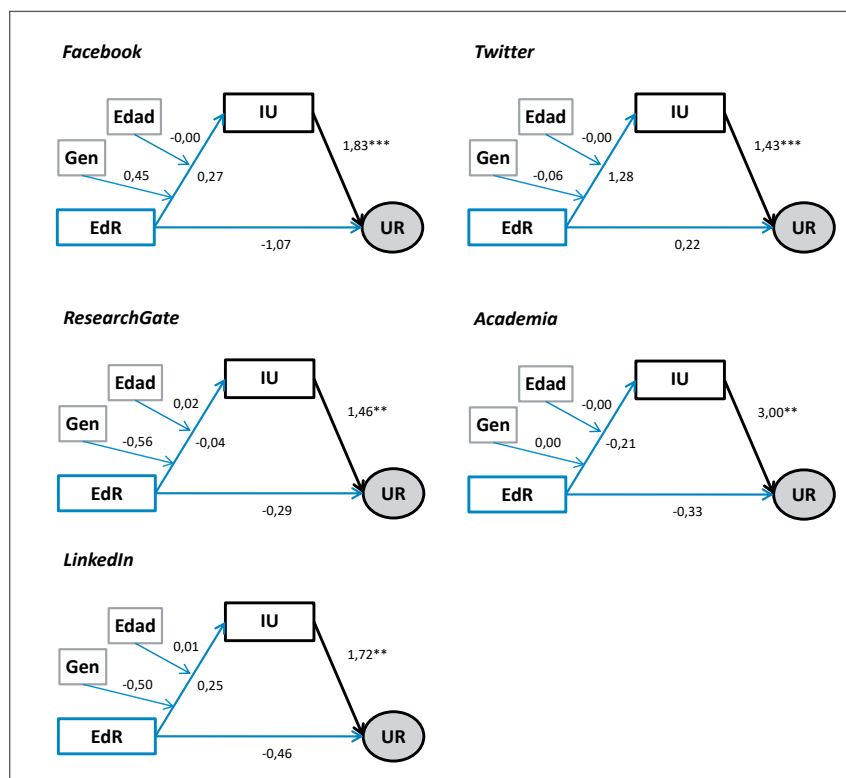 Facebook
Edad
IU
-0,00
Gen
1,83***
0,45
0,27
EdR
UR
-1,07
Twitter
Edad
IU
-0,00
Gen
1,43***
-0,06
1,28
EdR
UR
0,22
ResearchGate
Edad
IU
0,02
Gen
1,46**
-0,56
-0,04
EdR
UR
-0,29
Academia
Edad
IU
-0,00
Gen
3,00**
0,00
-0,21
EdR
UR
-0,33
LinkedIn
Edad
IU
0,01
Gen
1,72**
-0,50
0,25
EdR
UR
-0,46